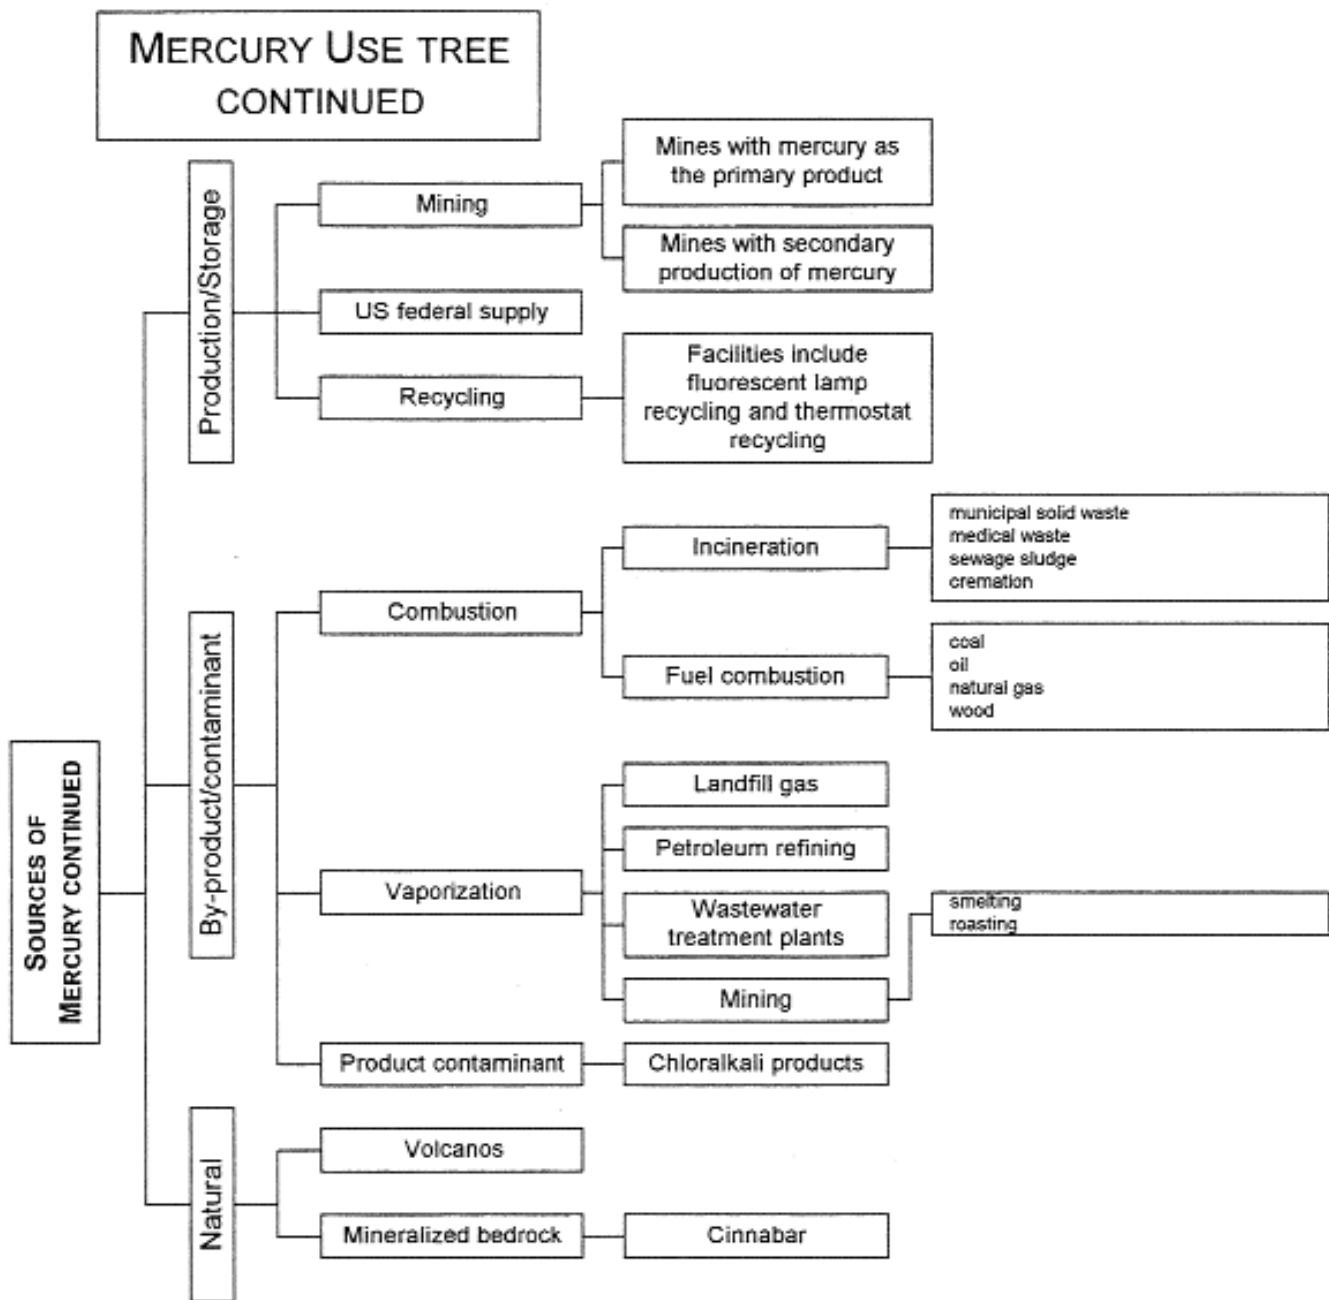 MERCURY USE TREE
CONTINUED
Production/Storage
Mining
Mines with mercury as
the primary product
Mines with secondary
production of mercury
US federal supply
Recycling
Facilities include
fluorescent lamp
recycling and thermostat
recycling
SOURCES OF
MERCURY CONTINUED
By-product/contaminant
Combustion
Incineration
municipal solid waste
medical waste
sewage sludge
cremation
Fuel combustion
coal
oil
natural gas
wood
Vaporization
Landfill gas
Petroleum refining
Wastewater
treatment plants
Mining
smelting
roasting
Product contaminant
Chloralkali products
Natural
Volcanos
Mineralized bedrock
Cinnabar